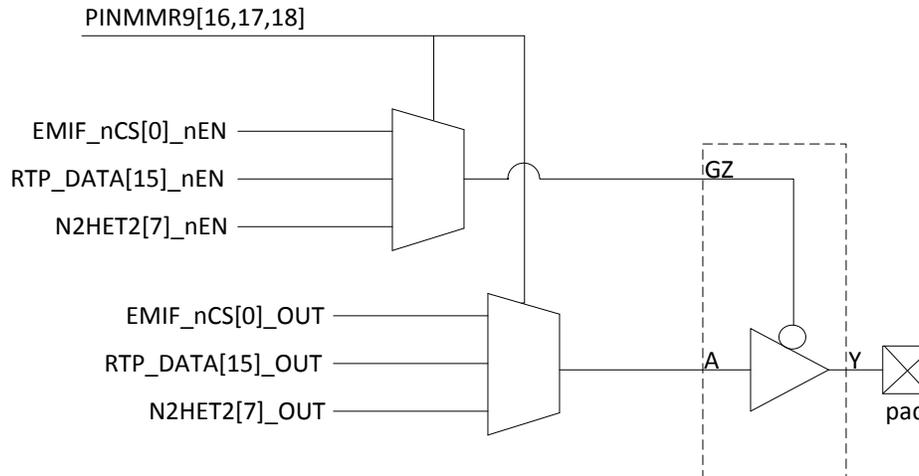 PINMMR9[16,17,18]
EMIF_nCS[0]_nEN
RTP_DATA[15]_nEN
GZ
N2HET2[7]_nEN
EMIF_nCS[0]_OUT
RTP_DATA[15]_OUT
A
Y
N2HET2[7]_OUT